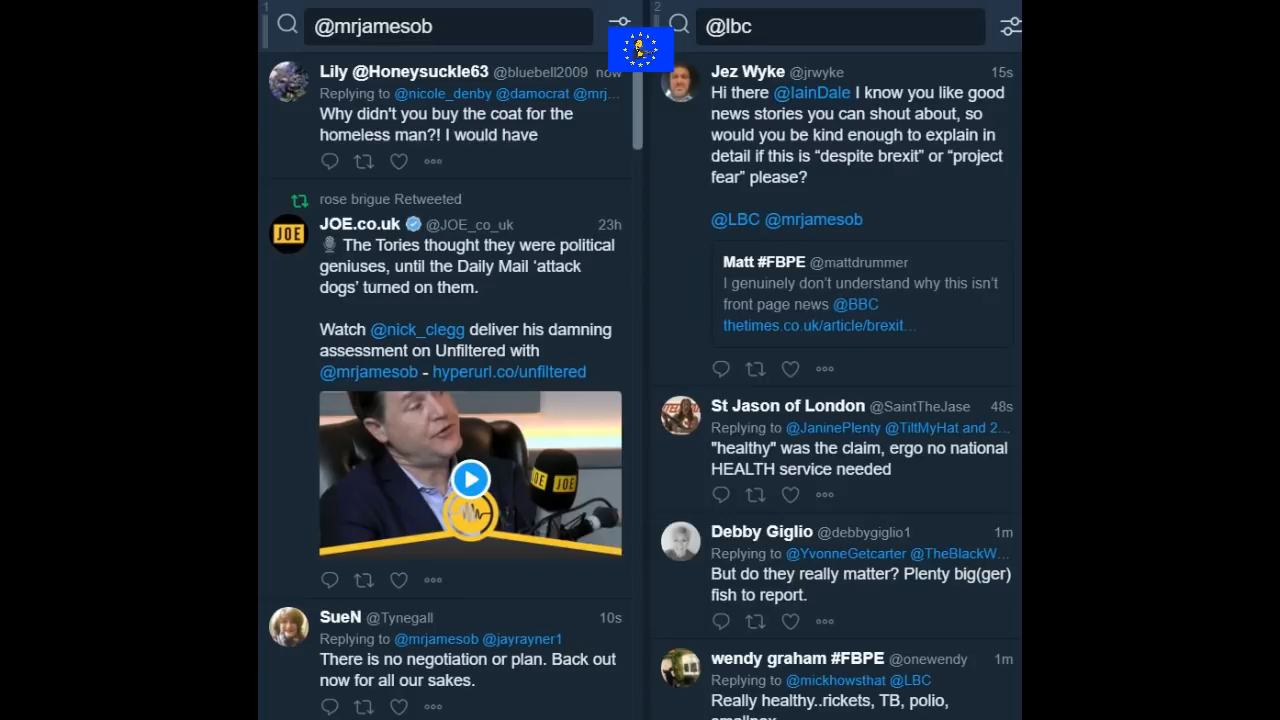 1
@mrjamesob
Lily @Honeysuckle63 @bluebell2009 now
Replying to @nicole_denby @damocrat @mrj...
Why didn't you buy the coat for the
homeless man?! I would have
rose brigue Retweeted
JOE.co.uk @JOE_co_uk 23h
The Tories thought they were political
geniuses, until the Daily Mail ‘attack
dogs’ turned on them.
Watch @nick_clegg deliver his damning
assessment on Unfiltered with
@mrjamesob - hyperurl.co/unfiltered
JOE
OE
JOE
SueN @Tynegall 10s
Replying to @mrjamesob @jayrayner1
There is no negotiation or plan. Back out
now for all our sakes.
2
@lbc
Jez Wyke @jrwyke 15s
Hi there @IainDale I know you like good
news stories you can shout about, so
would you be kind enough to explain in
detail if this is “despite brexit” or “project
fear” please?
@LBC @mrjamesob
Matt #FBPE @mattdrummer
I genuinely don’t understand why this isn’t
front page news @BBC
thetimes.co.uk/article/brexit...
St Jason of London @SaintTheJase 48s
Replying to @JaninePlenty @TiltMyHat and 2...
"healthy" was the claim, ergo no national
HEALTH service needed
Debby Giglio @debbygiglio1 1m
Replying to @YvonneGetcarter @TheBlackW...
But do they really matter? Plenty big(ger)
fish to report.
wendy graham #FBPE @onewendy 1m
Replying to @mickhowsthat @LBC
Really healthy..rickets, TB, polio,